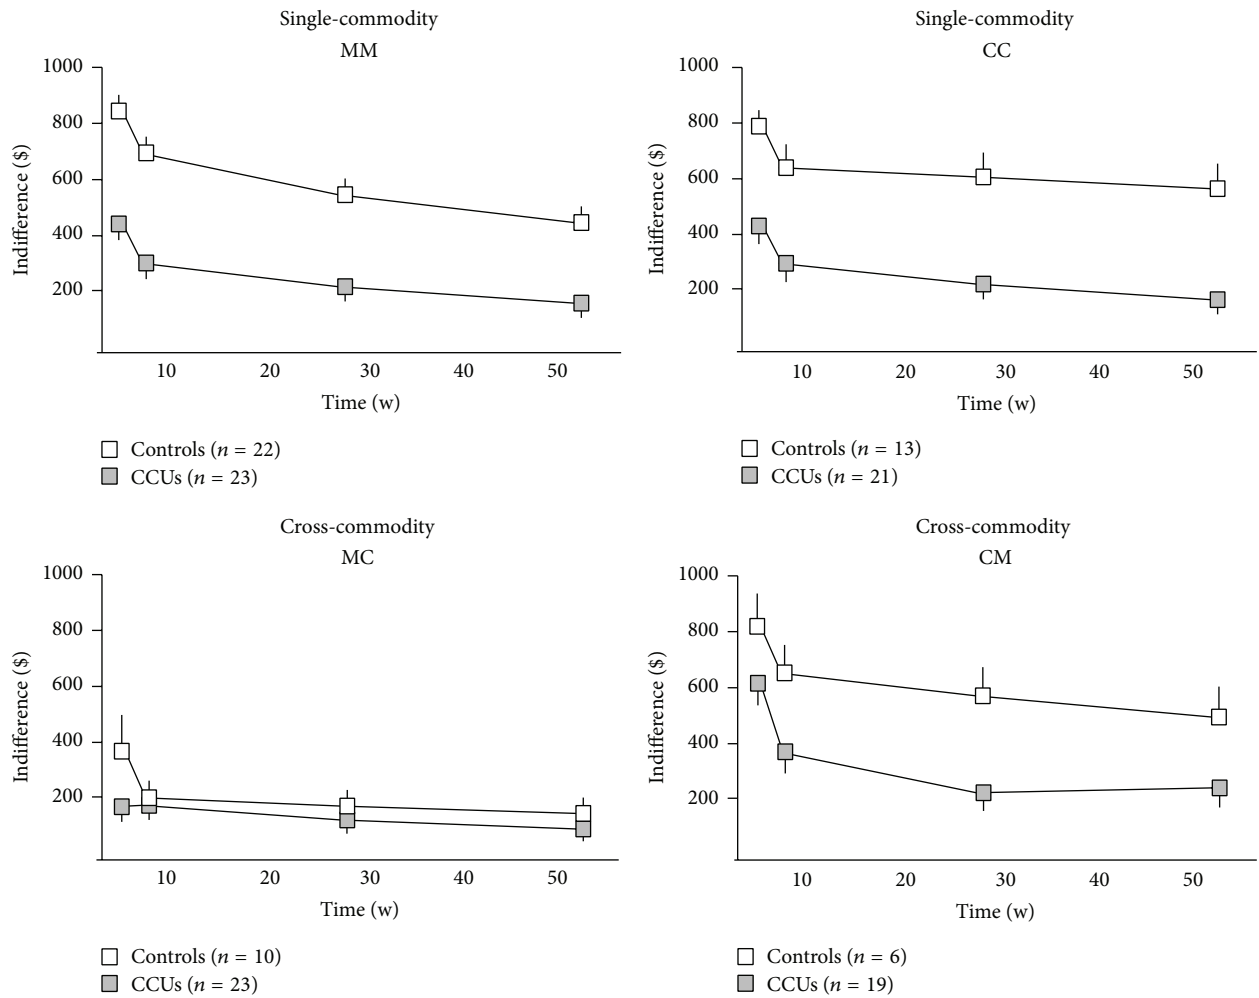 Single-commodity
MM
1000
800
600
400
200
Indifference ($)
10 20 30 40 50
Time (w)
Controls (n = 22)
CCUs (n = 23)
Single-commodity
CC
1000
800
600
400
200
Indifference ($)
10 20 30 40 50
Time (w)
Controls (n = 13)
CCUs (n = 21)
Cross-commodity
MC
1000
800
600
400
200
Indifference ($)
10 20 30 40 50
Time (w)
Controls (n = 10)
CCUs (n = 23)
Cross-commodity
CM
1000
800
600
400
200
Indifference ($)
10 20 30 40 50
Time (w)
Controls (n = 6)
CCUs (n = 19)